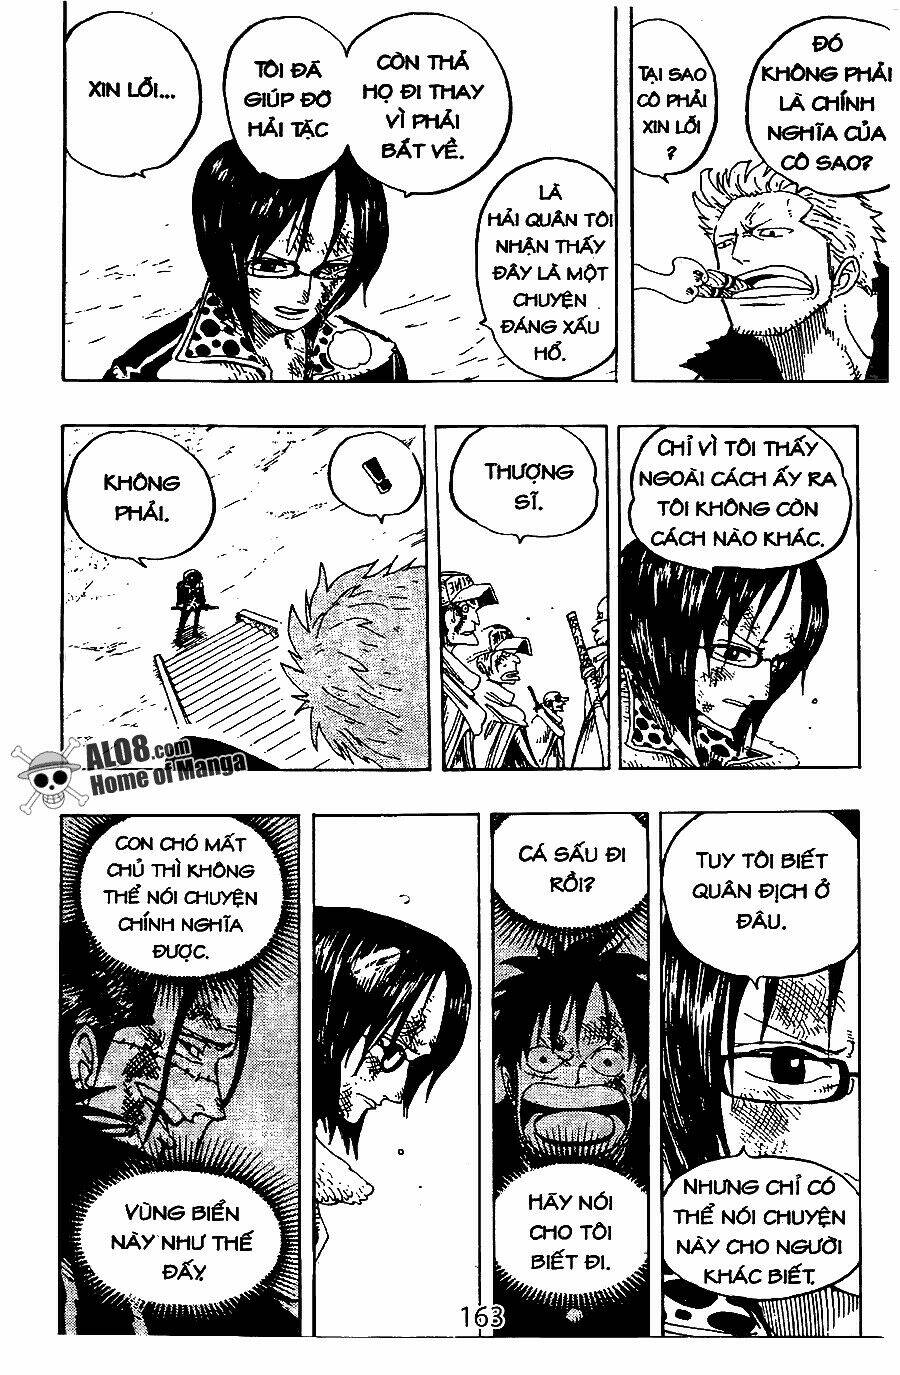 ĐÓ
KHÔNG PHẢI
LÀ CHÍNH
NGHĨA CỦA
CÔ SAO?
TẠI SAO
CÔ PHẢI
XIN LỖI
?
CÒN THẢ
HỌ ĐI THAY
VÌ PHẢI
BẮT VỀ.
TÔI ĐÃ
GIÚP ĐỠ
HẢI TẶC
XIN LỖI...
LÀ
HẢI QUÂN TÔI
NHẬN THẤY
ĐÂY LÀ MỘT
CHUYỆN
ĐÁNG XẤU
HỔ.
CHỈ VÌ TÔI THẤY
NGOÀI CÁCH ẤY RA
TÔI KHÔNG CÒN
CÁCH NÀO KHÁC.
THƯỢNG
SĨ.
!
KHÔNG
PHẢI.
AL08.com
Home of Manga
TUY TÔI BIẾT
QUÂN ĐỊCH Ở
ĐÂU.
NHƯNG CHỈ CÓ
THỂ NÓI CHUYỆN
NÀY CHO NGƯỜI
KHÁC BIẾT.
CÁ SẤU ĐI
RỒI?
HÃY NÓI
CHO TÔI
BIẾT ĐI.
CON CHÓ MẤT
CHỦ THÌ KHÔNG
THỂ NÓI CHUYỆN
CHÍNH NGHĨA
ĐƯỢC.
VÙNG BIỂN
NÀY NHƯ THẾ
ĐẤY.
163